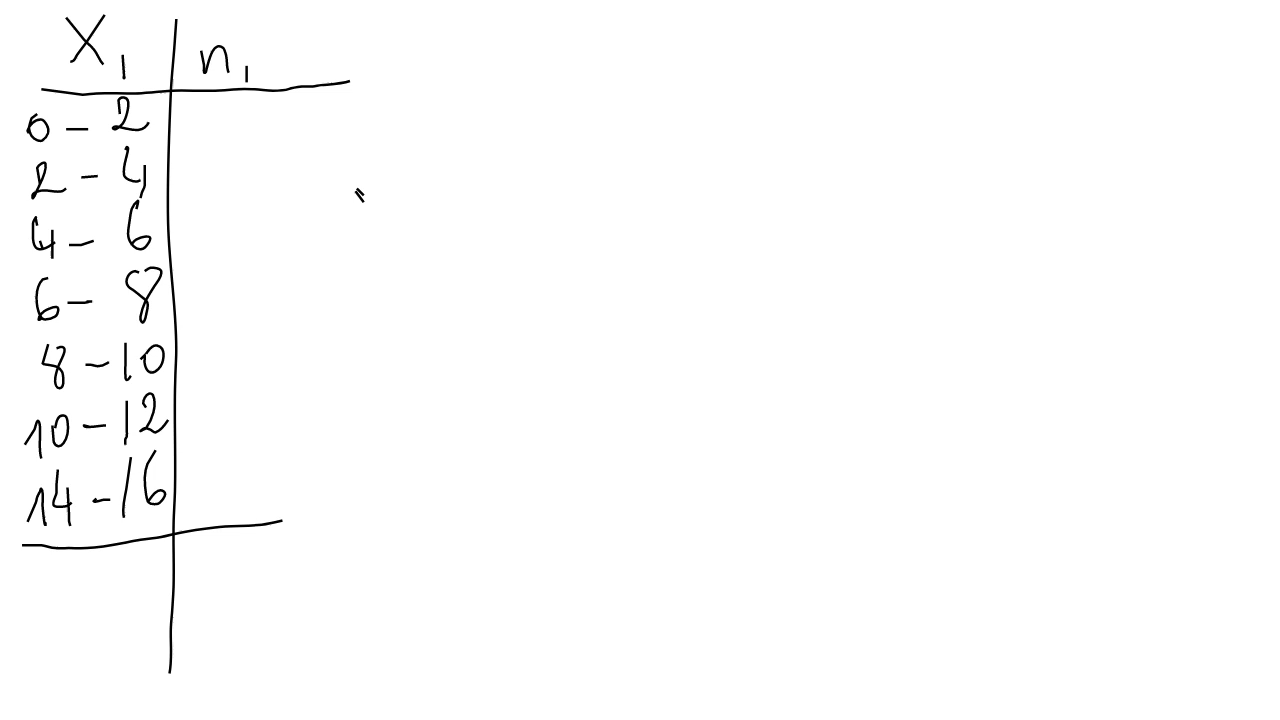 X₁ n₁
0 - 2
2 - 4
4 - 6
6 - 8
8 - 10
10 - 12
14 - 16